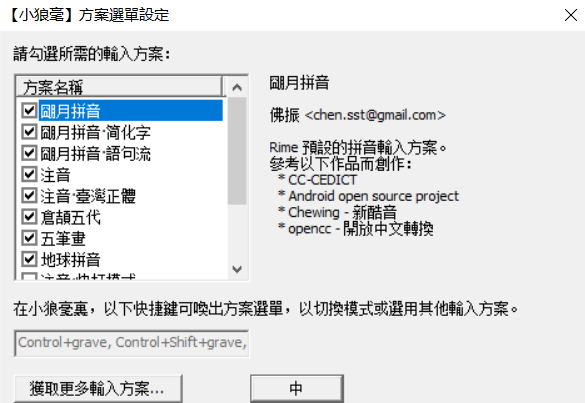 【小狼毫】方案選單設定
請勾選所需的輸入方案：
方案名稱
朙月拼音
朙月拼音·简化字
朙月拼音·語句流
注音
注音·臺灣正體
倉頡五代
五筆畫
地球拼音
注音·快打模式
朙月拼音
佛振 <chen.sst@gmail.com>
Rime 預設的拼音輸入方案。
參考以下作品而創作：
* CC-CEDICT
* Android open source project
* Chewing - 新酷音
* opencc - 開放中文轉換
在小狼毫裏，以下快捷鍵可喚出方案選單，以切換模式或選用其他輸入方案。
Control+grave, Control+Shift+grave,
獲取更多輸入方案...
中